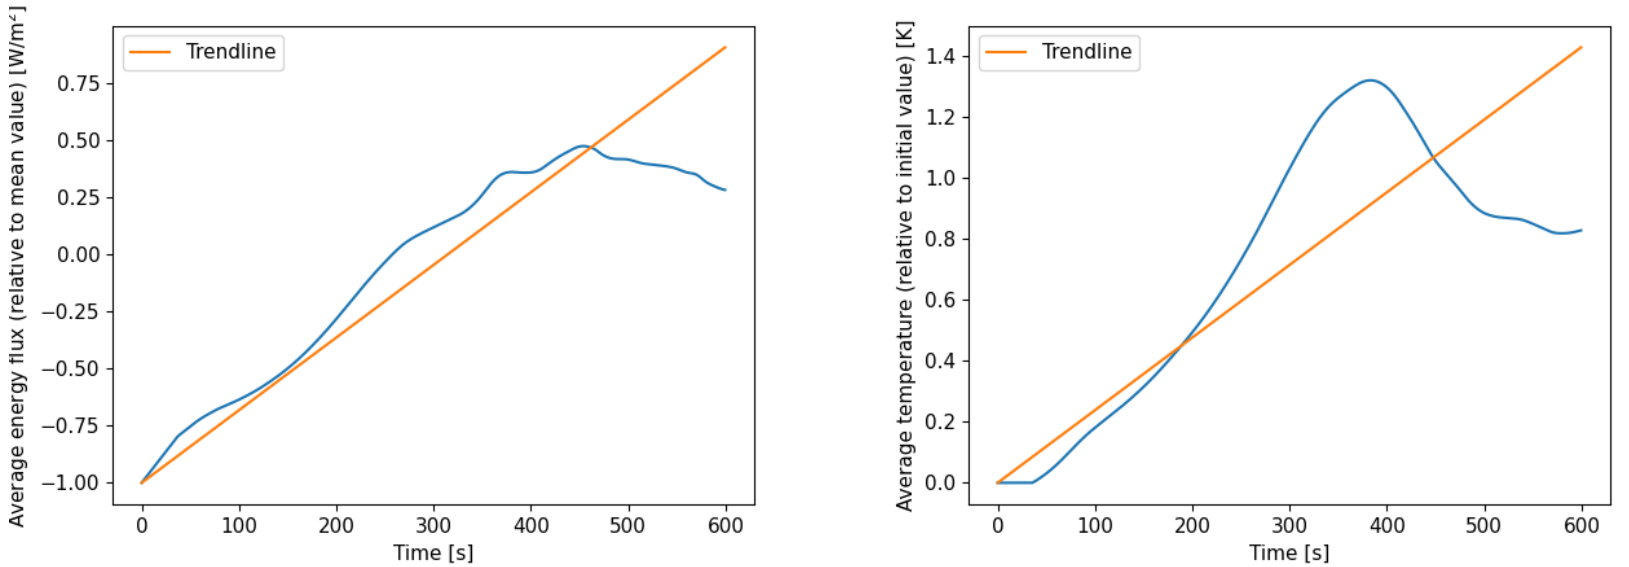 Average energy flux (relative to mean value) [W/m²]
Trendline
0.75
0.50
0.25
0.00
−0.25
−0.50
−0.75
−1.00
0 100 200 300 400 500 600
Time [s]
Average temperature (relative to initial value) [K]
Trendline
1.4
1.2
1.0
0.8
0.6
0.4
0.2
0.0
0 100 200 300 400 500 600
Time [s]